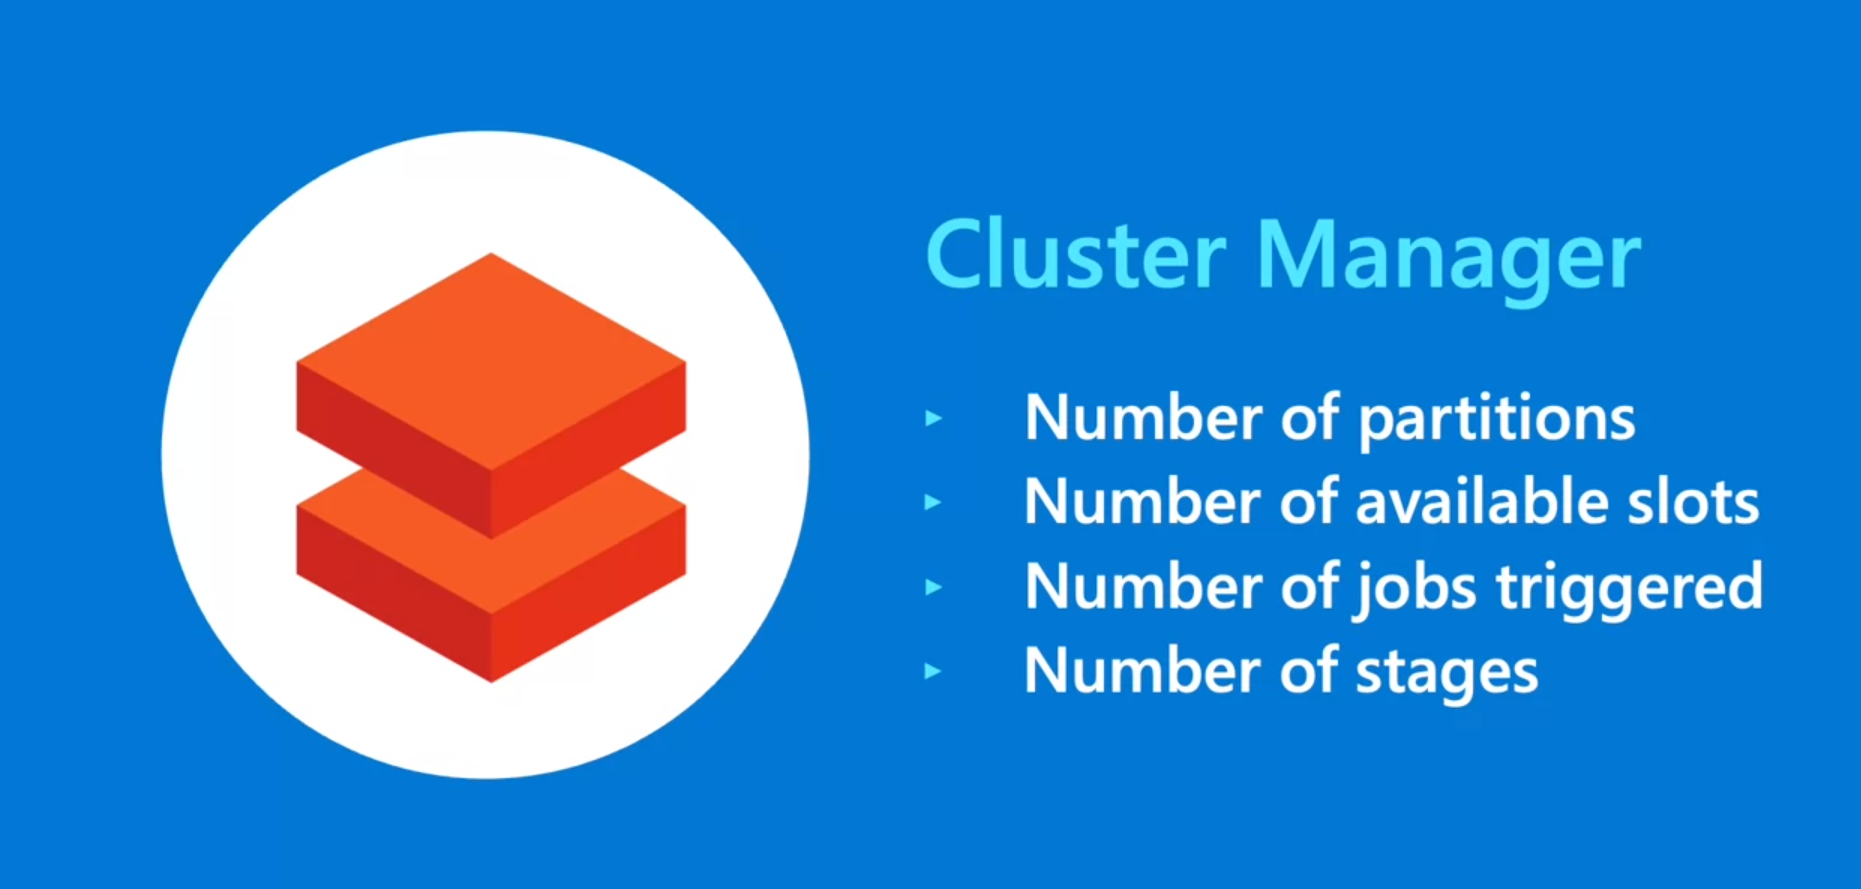 Cluster Manager
Number of partitions
Number of available slots
Number of jobs triggered
Number of stages